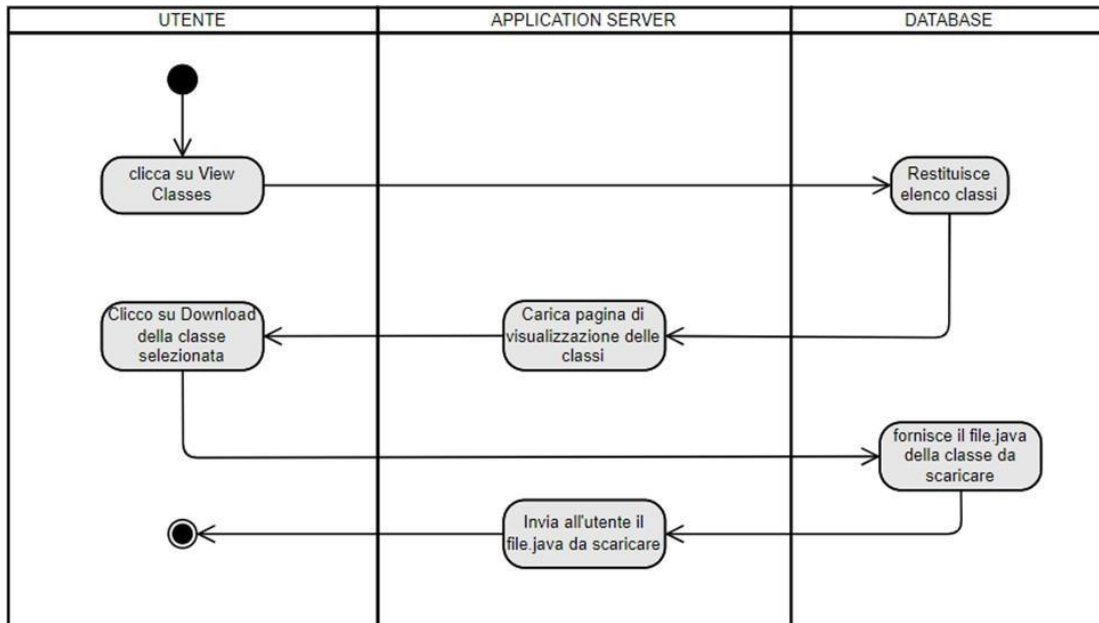 UTENTE
APPLICATION SERVER
DATABASE
clicca su View
Classes
Restituisce
elenco classi
Clicco su Download
della classe
selezionata
Carica pagina di
visualizzazione delle
classi
fornisce il file.java
della classe da
scaricare
Invia all'utente il
file.java da scaricare